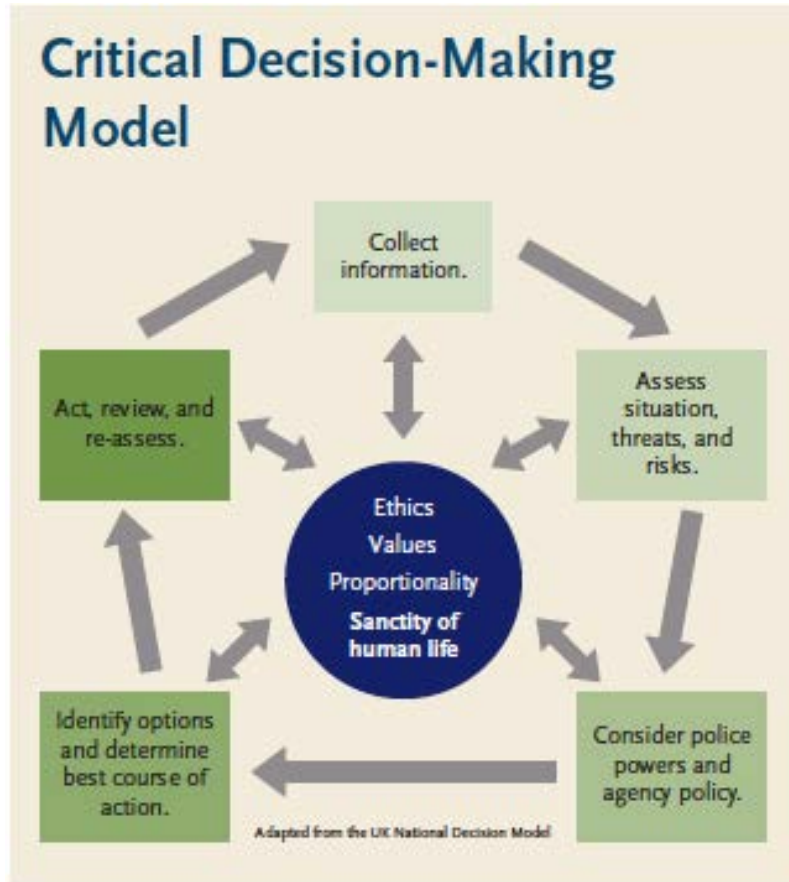 Critical Decision-Making
Model
Collect
information.
Assess
situation,
threats, and
risks.
Consider police
powers and
agency policy.
Identify options
and determine
best course of
action.
Act, review, and
re-assess.
Ethics
Values
Proportionality
Sanctity of
human life
Adapted from the UK National Decision Model